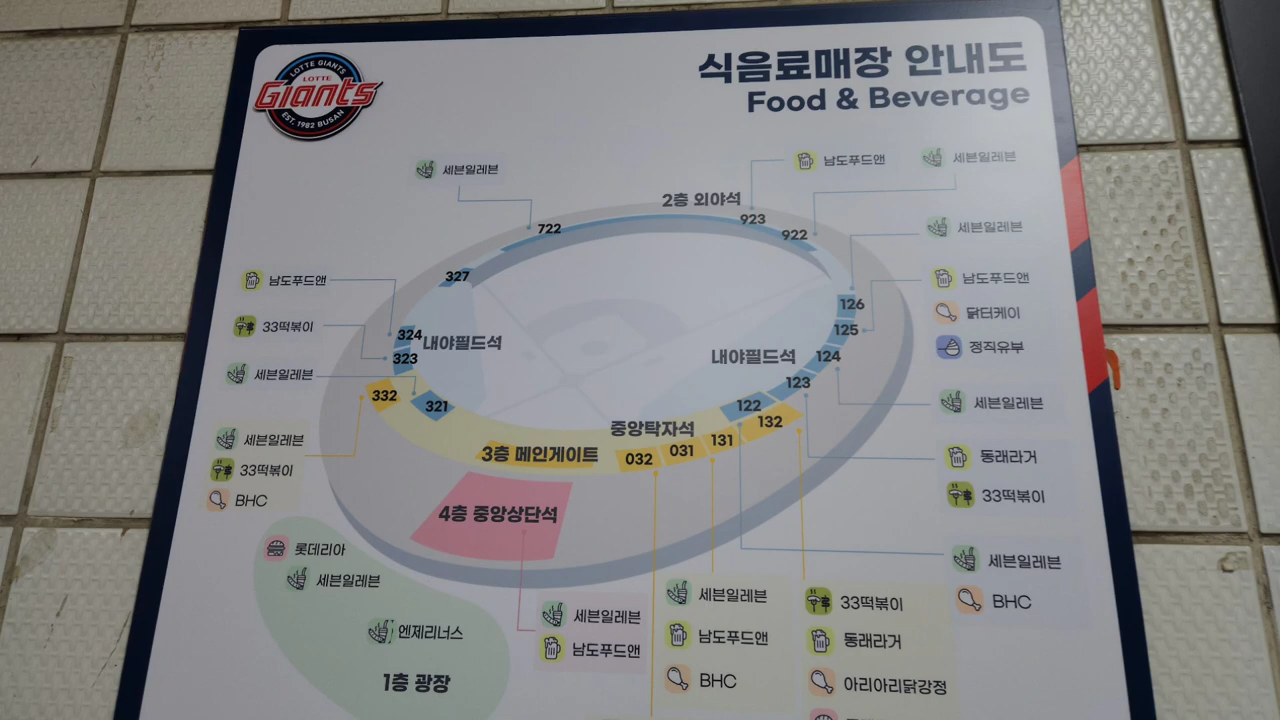 LOTTE GIANTS
LOTTE
Giants
EST. 1982 BUSAN
식음료매장 안내도
Food & Beverage
세븐일레븐
남도푸드앤
세븐일레븐
2층 외야석
722
923
922
세븐일레븐
327
남도푸드앤
남도푸드앤
126
닭터케이
33떡볶이
324
내야필드석
125
정직유부
323
내야필드석
124
세븐일레븐
123
332
321
122
세븐일레븐
132
중앙탁자석
세븐일레븐
131
031
032
3층 메인게이트
동래라거
33떡볶이
33떡볶이
BHC
4층 중앙상단석
롯데리아
세븐일레븐
세븐일레븐
BHC
엔제리너스
1층 광장
세븐일레븐
남도푸드앤
세븐일레븐
남도푸드앤
BHC
33떡볶이
동래라거
아리아리닭강정